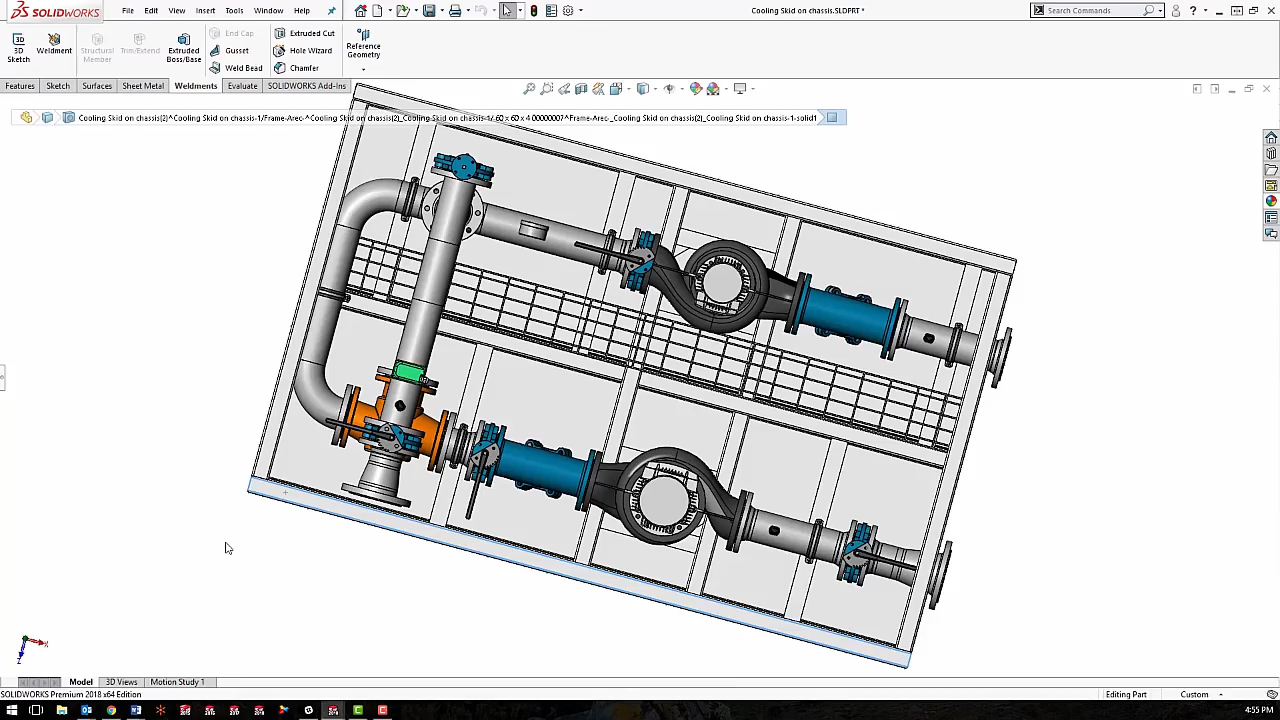 SOLIDWORKS
File Edit View Insert Tools Window Help
Cooling Skid on chassis.SLDPRT *
Search Commands
3D Sketch
Weldment
Structural Member
Trim/Extend
Extruded Boss/Base
End Cap
Gusset
Weld Bead
Extruded Cut
Hole Wizard
Chamfer
Reference Geometry
Features Sketch Surfaces Sheet Metal Weldments Evaluate SOLIDWORKS Add-Ins
Model 3D Views Motion Study 1
SOLIDWORKS Premium 2018 x64 Edition
Editing Part Custom
4:55 PM